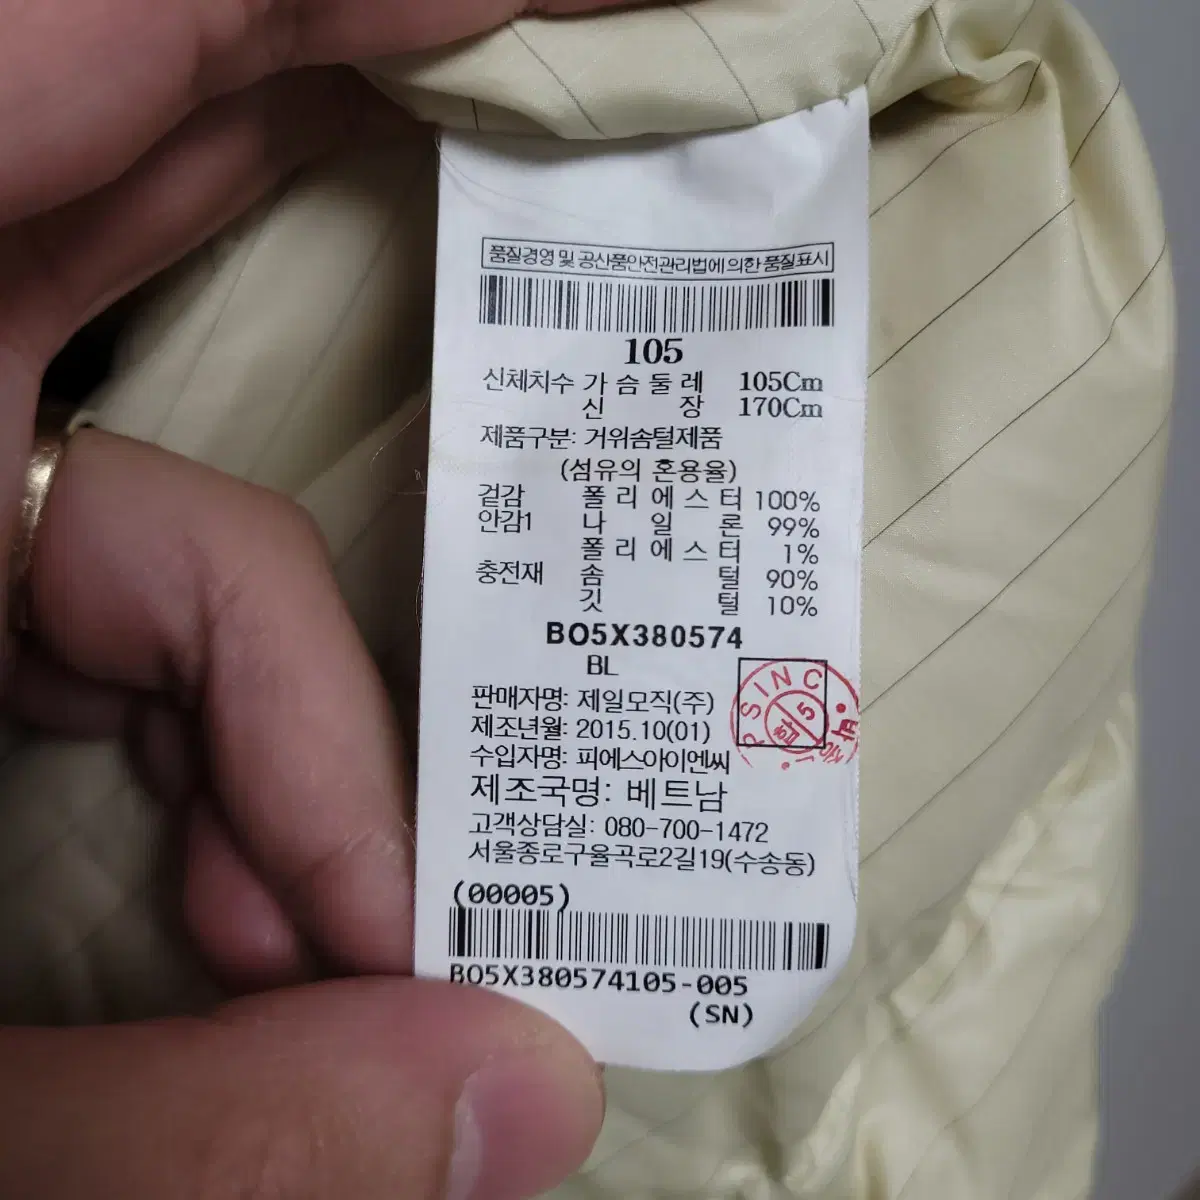 품질경영 및 공산품안전관리법에 의한 품질표시
105
신체치수 가 슴 둘 레 105Cm
신 장 170Cm
제품구분: 거위솜털제품
(섬유의 혼용율)
겉감 폴 리 에 스 터 100%
안감1 나 일 론 99%
폴 리 에 스 터 1%
충전재 솜 털 90%
깃 털 10%
BO5X380574
BL
판매자명: 제일모직(주)
제조년월: 2015.10(01)
수입자명: 피에스아이엔씨
제조국명: 베트남
고객상담실: 080-700-1472
서울종로구율곡로2길19(수송동)
(00005)
BO5X380574105-005
(SN)
PSINC
5